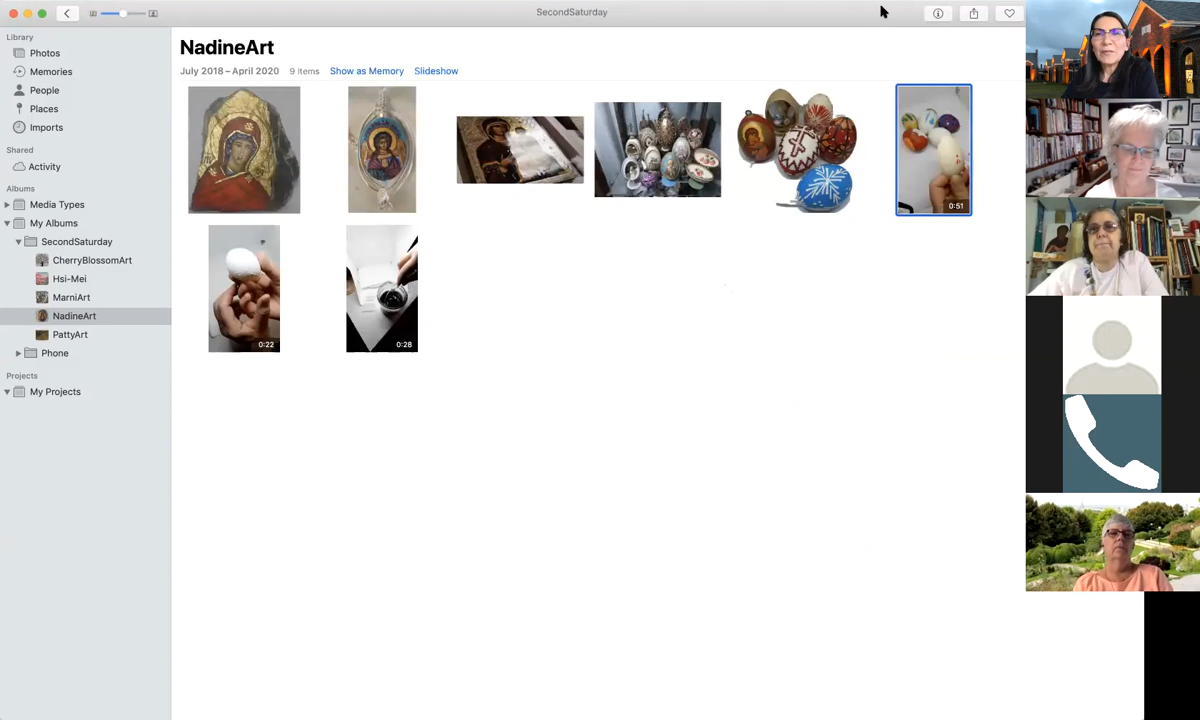 SecondSaturday
Library
Photos
Memories
People
Places
Imports
Shared
Activity
Albums
Media Types
My Albums
SecondSaturday
CherryBlossomArt
Hsi-Mei
MarniArt
NadineArt
PattyArt
Phone
Projects
My Projects
NadineArt
July 2018 – April 2020 9 Items Show as Memory Slideshow
0:51
0:22
0:28